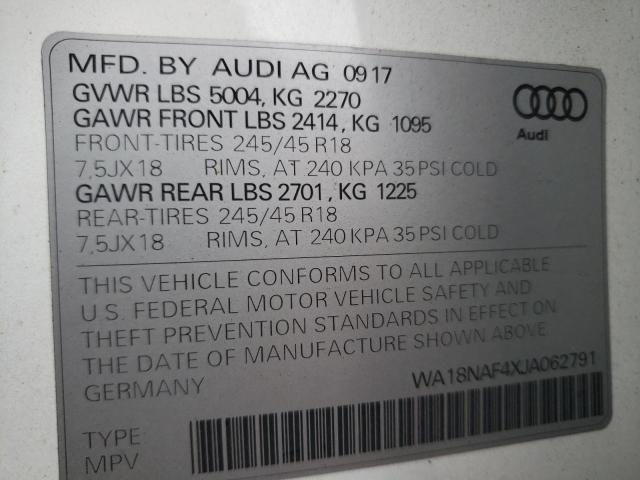 MFD. BY AUDI AG 0917
GVWR LBS 5004, KG 2270
GAWR FRONT LBS 2414, KG 1095
FRONT-TIRES 245/45 R18
7,5JX18 RIMS, AT 240 KPA 35 PSI COLD
GAWR REAR LBS 2701, KG 1225
REAR-TIRES 245/45 R18
7,5JX18 RIMS, AT 240 KPA 35 PSI COLD
Audi
THIS VEHICLE CONFORMS TO ALL APPLICABLE
U.S. FEDERAL MOTOR VEHICLE SAFETY AND
THEFT PREVENTION STANDARDS IN EFFECT ON
THE DATE OF MANUFACTURE SHOWN ABOVE
GERMANY
WA18NAF4XJA062791
TYPE
MPV